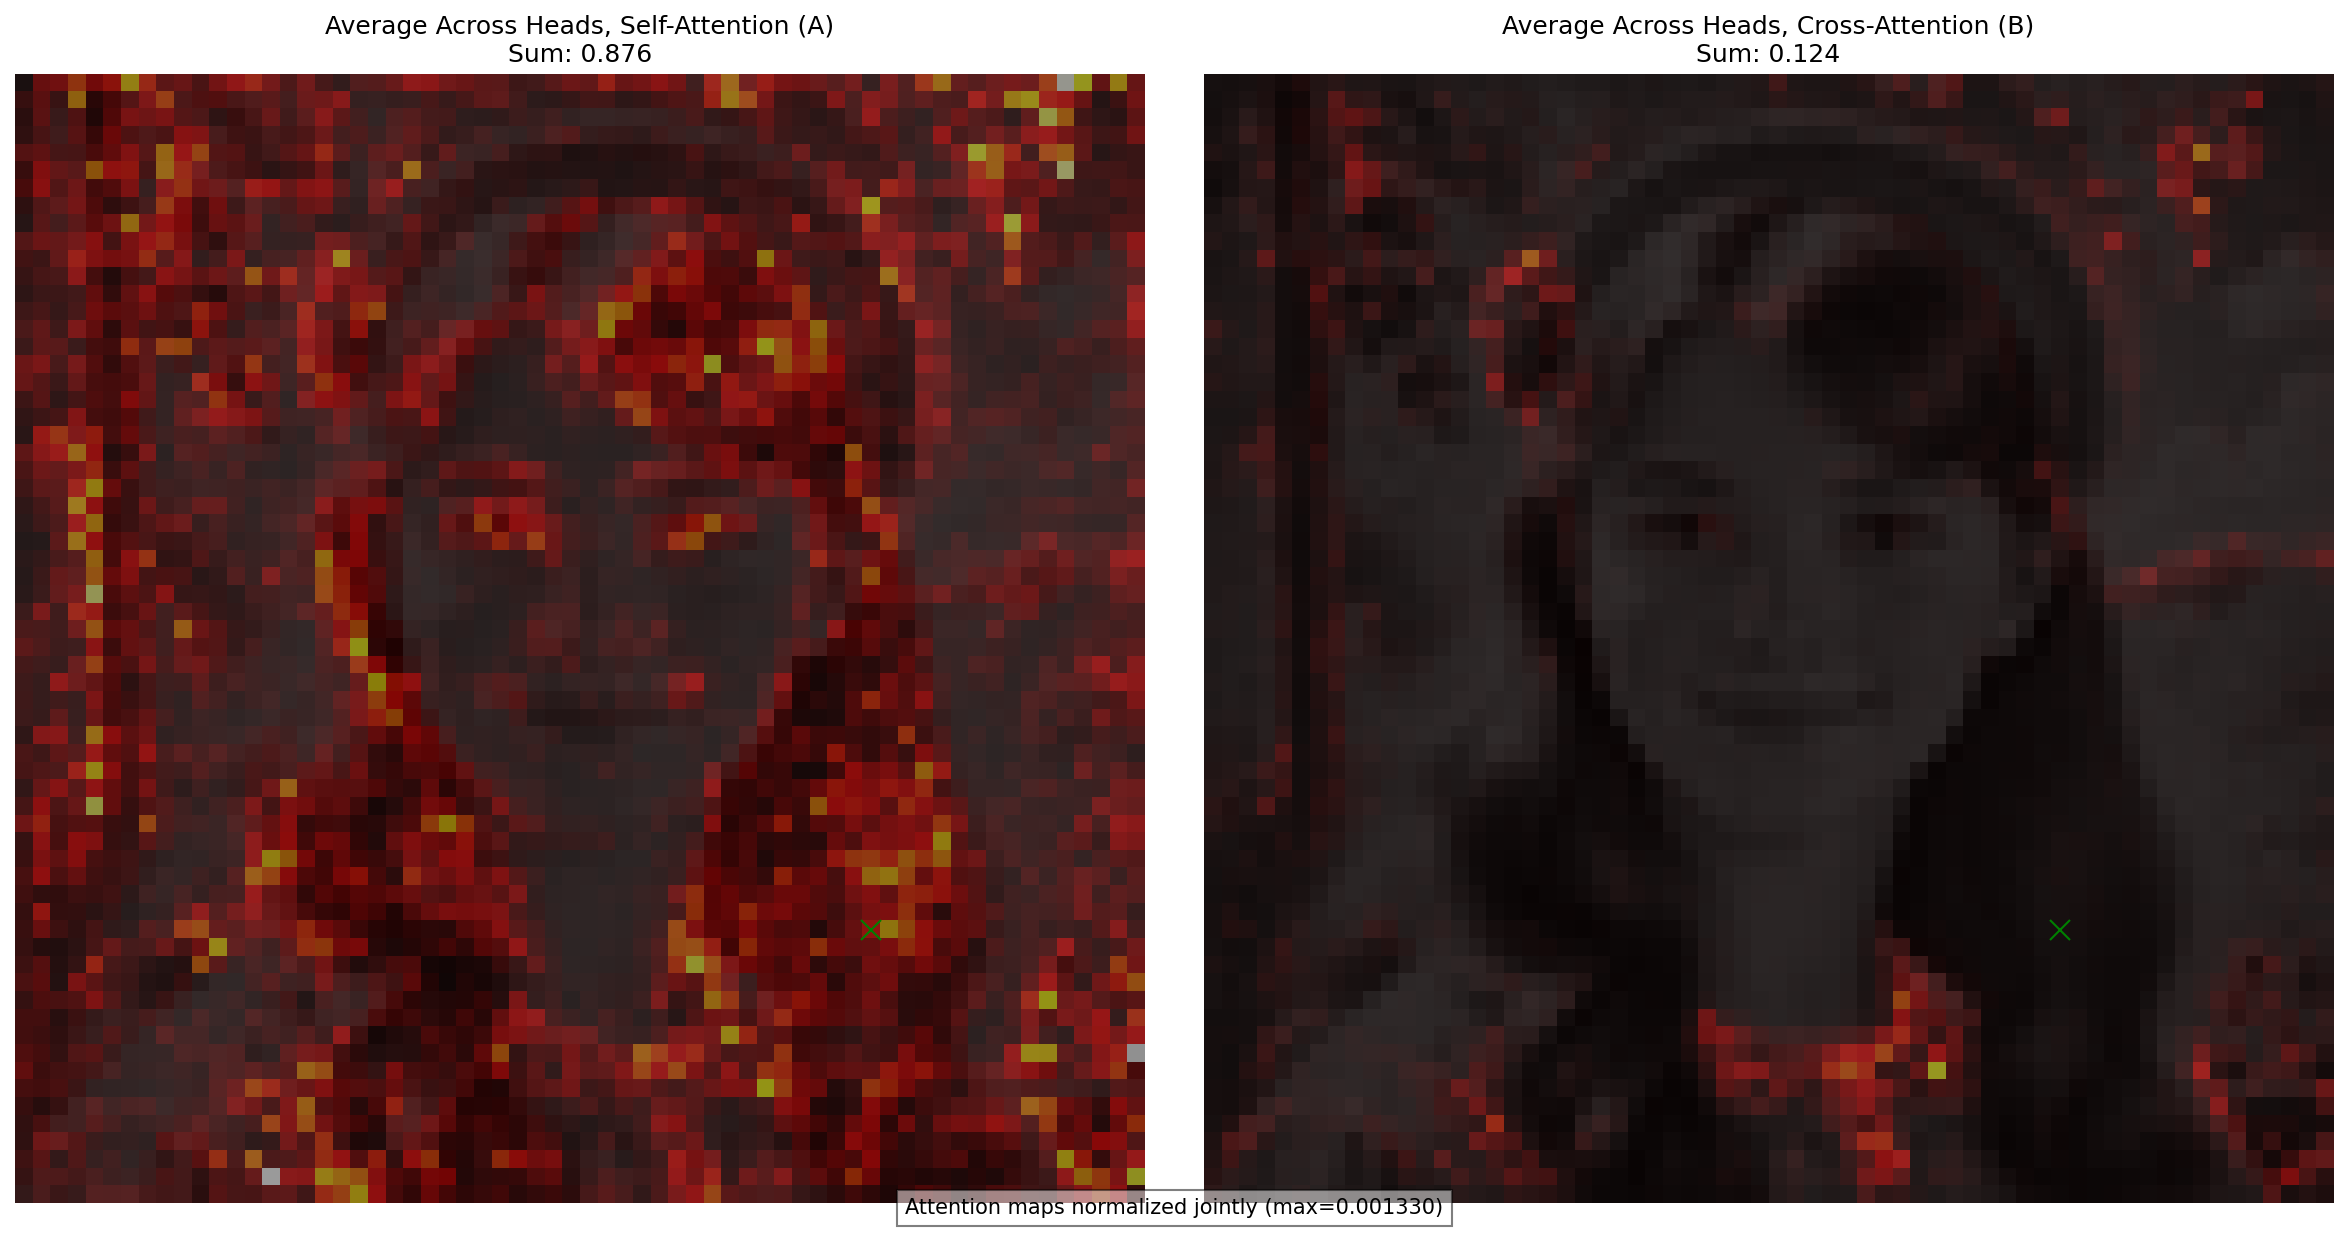 Average Across Heads, Self-Attention (A)
Sum: 0.876
Average Across Heads, Cross-Attention (B)
Sum: 0.124
Attention maps normalized jointly (max=0.001330)